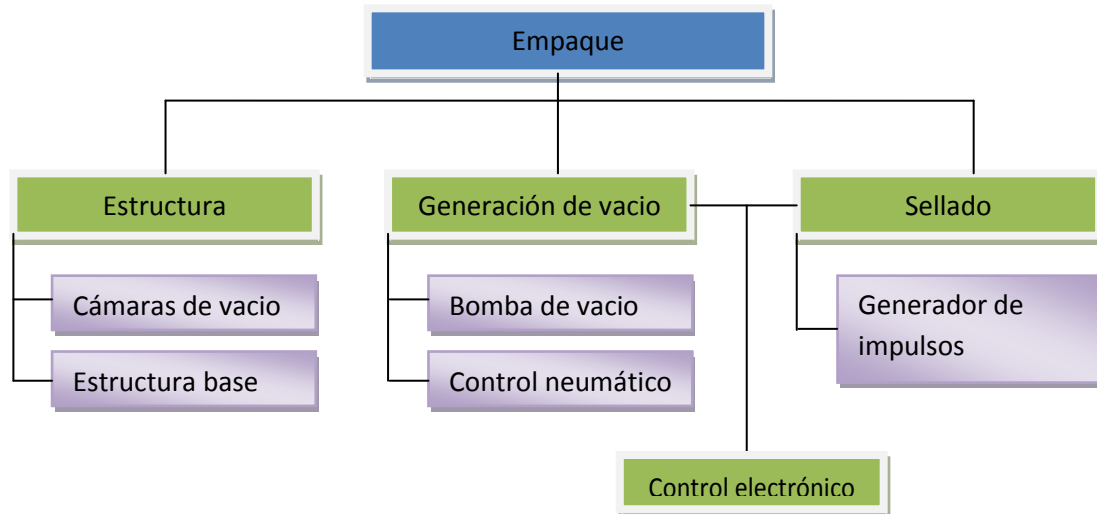 Empaque
Estructura
Generación de vacio
Sellado
Cámaras de vacio
Estructura base
Bomba de vacio
Control neumático
Generador de
impulsos
Control electrónico